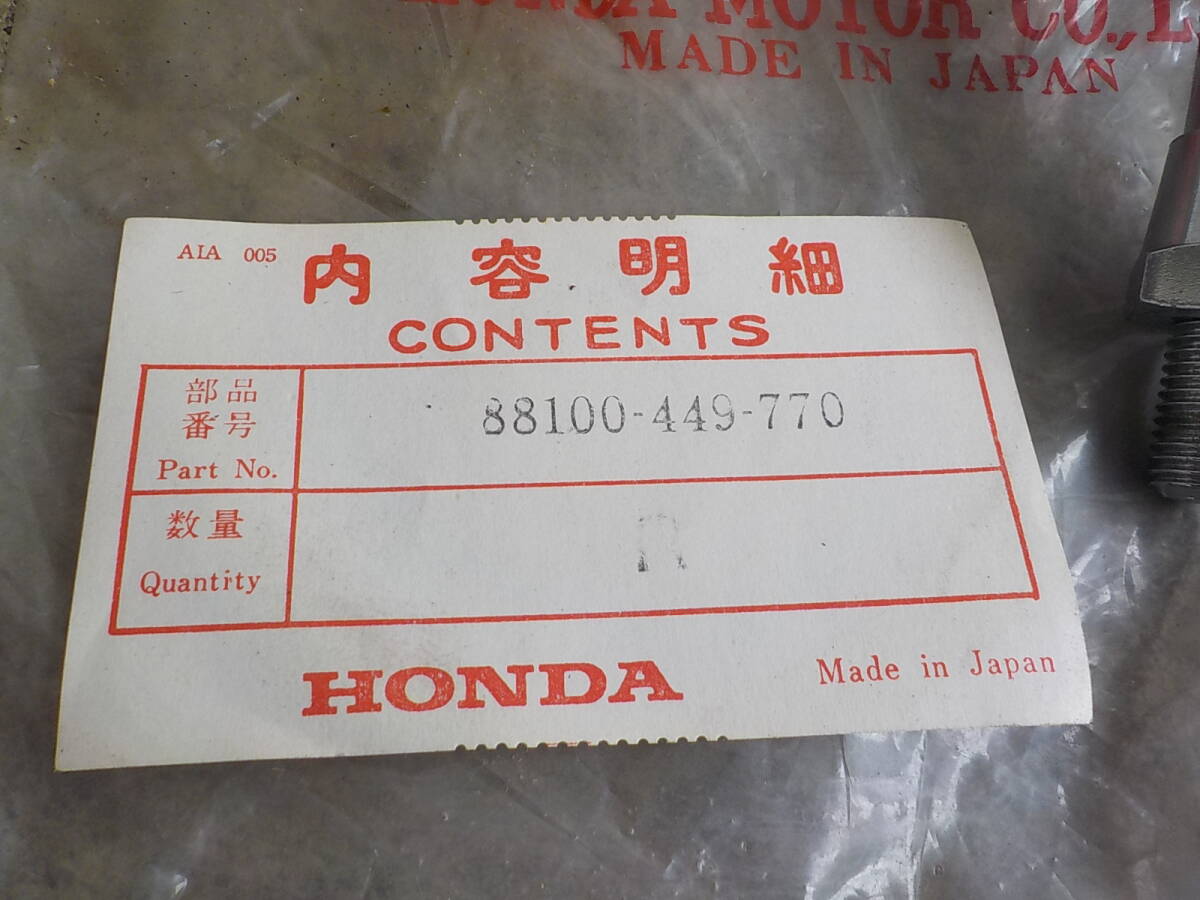 HONDA MOTOR CO., L
MADE IN JAPAN
AIA 005
内容明細
CONTENTS
部品
番号
Part No.
88100-449-770
数量
Quantity
HONDA
Made in Japan